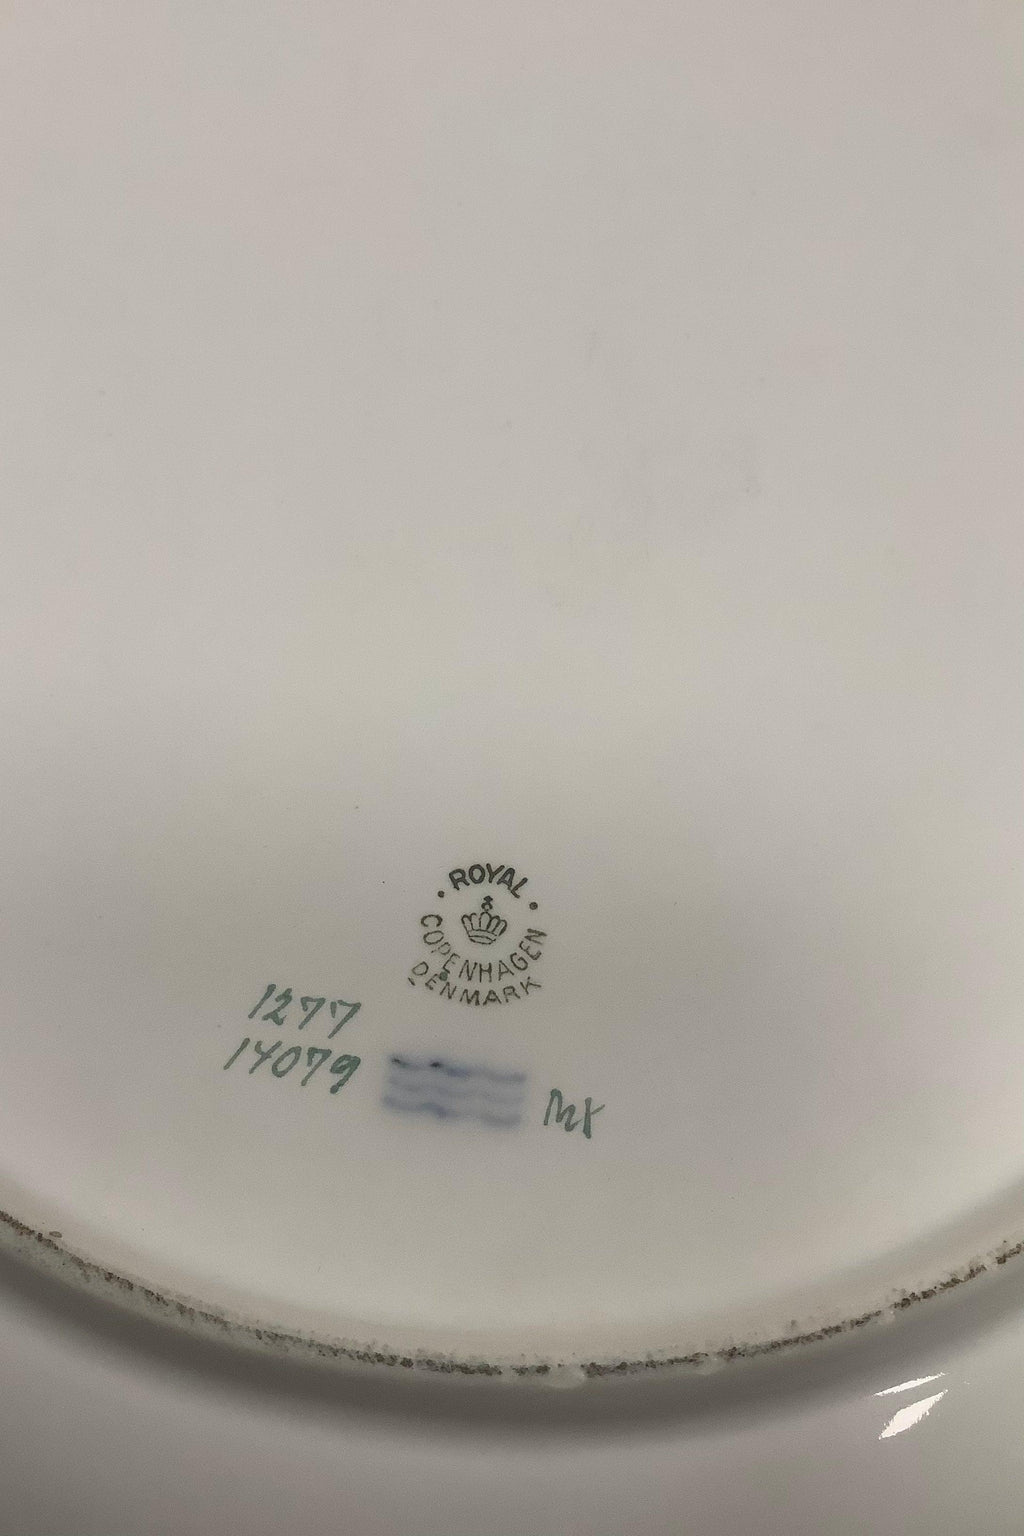 ROYAL
COPENHAGEN
DENMARK
1277
14079